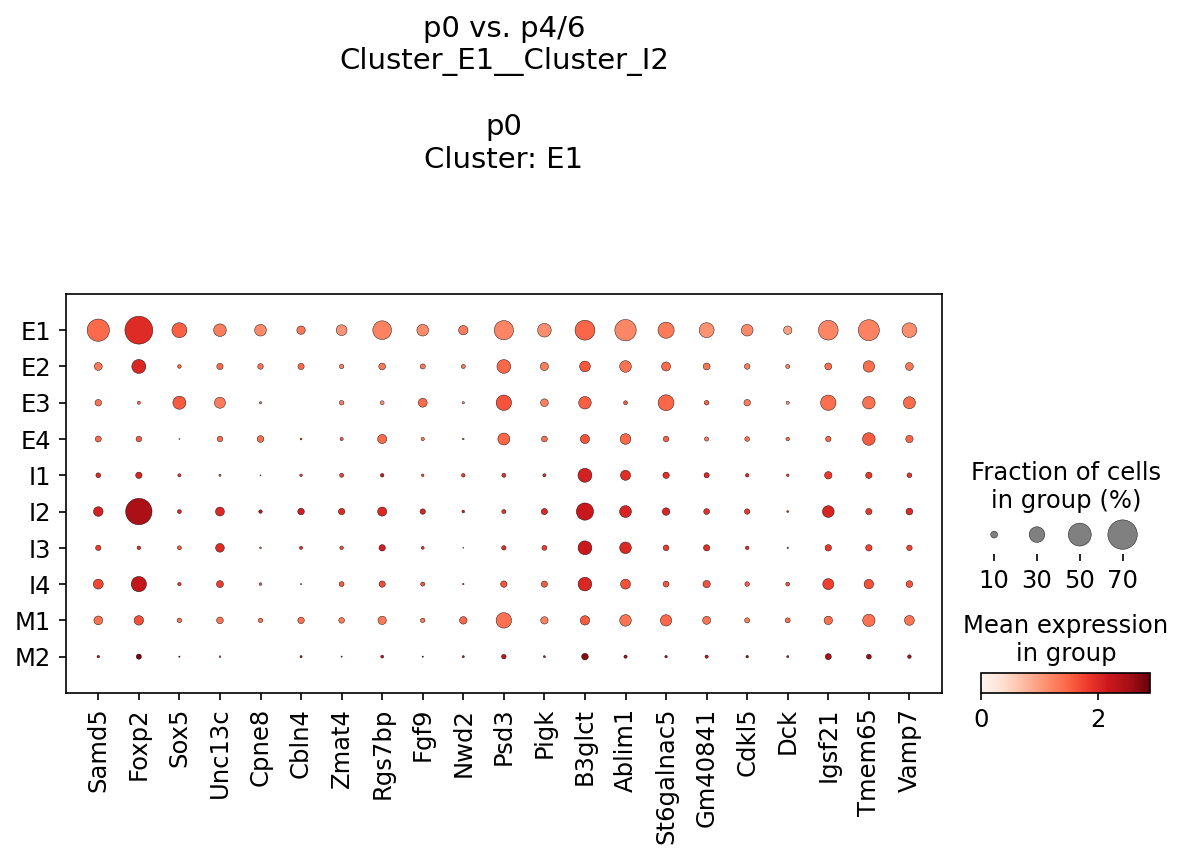 p0 vs. p4/6
Cluster_E1__Cluster_I2
p0
Cluster: E1
E1
E2
E3
E4
I1
I2
I3
I4
M1
M2
Samd5
Foxp2
Sox5
Unc13c
Cpne8
Cbln4
Zmat4
Rgs7bp
Fgf9
Nwd2
Psd3
Pigk
B3glct
Ablim1
St6galnac5
Gm40841
Cdkl5
Dck
Igsf21
Tmem65
Vamp7
Fraction of cells
in group (%)
10 30 50 70
Mean expression
in group
0 2